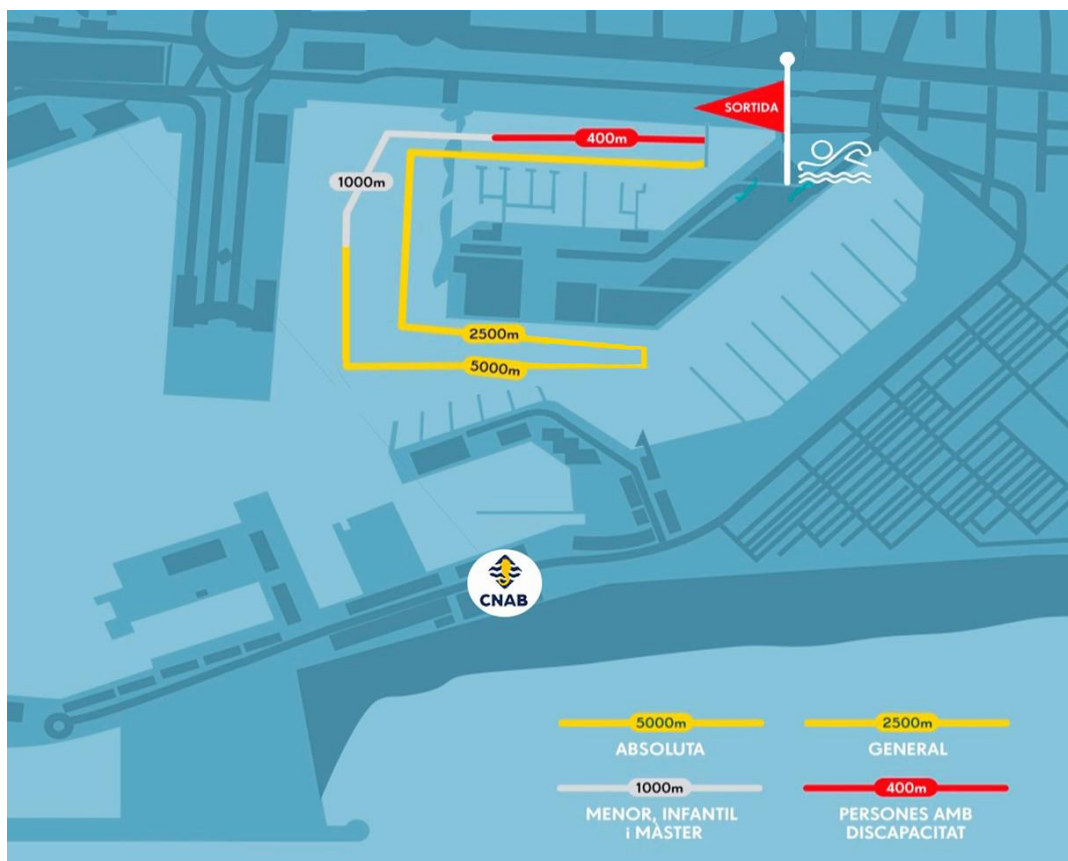 SORTIDA
400m
1000m
2500m
5000m
CNAB
5000m
ABSOLUTA
2500m
GENERAL
1000m
MENOR, INFANTIL
i MÀSTER
400m
PERSONES AMB
DISCAPACITAT